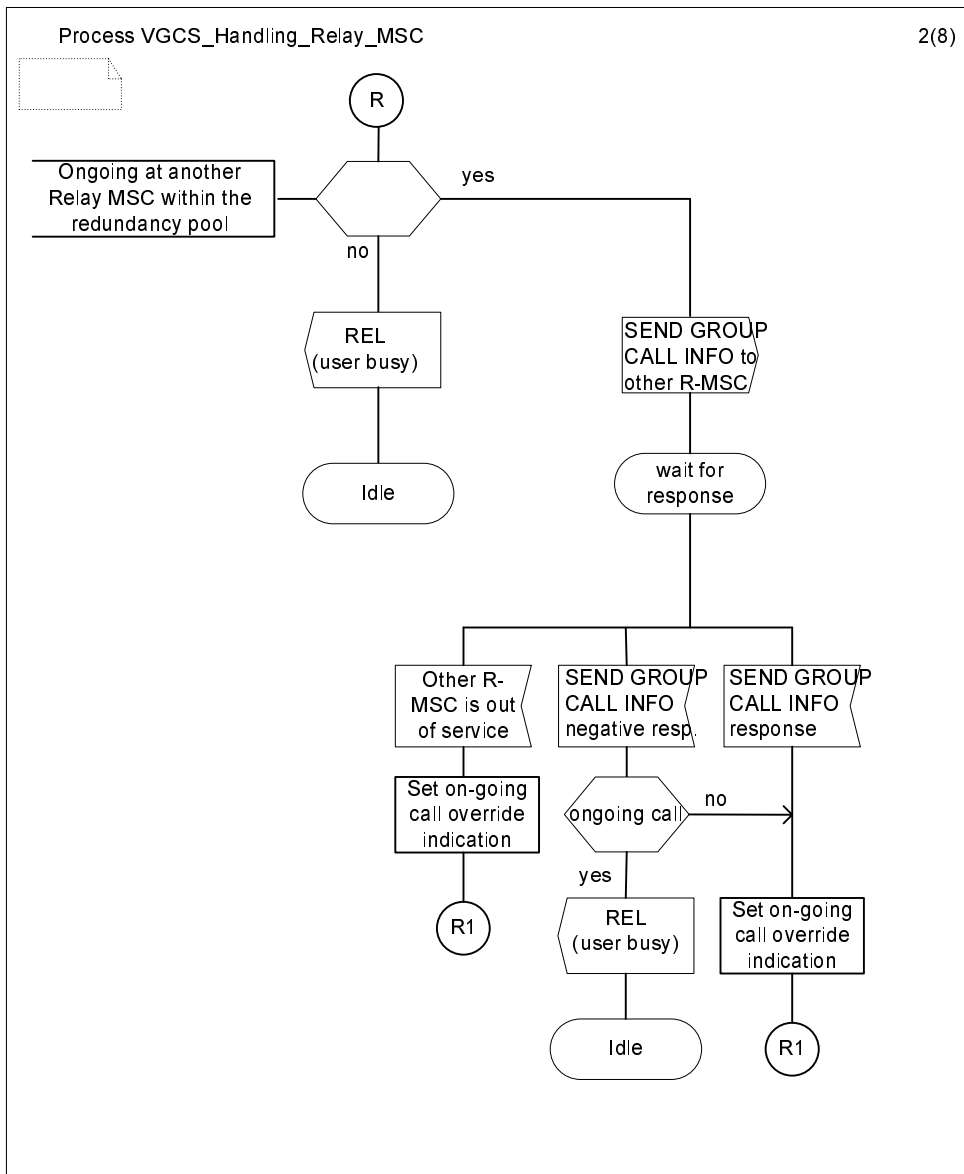 Process VGCS_Handling_Relay_MSC
2(8)
R
Ongoing at another
Relay MSC within the
redundancy pool
yes
no
REL
(user busy)
SEND GROUP
CALL INFO to
other R-MSC
Idle
wait for
response
Other R-
MSC is out
of service
SEND GROUP
CALL INFO
negative resp.
SEND GROUP
CALL INFO
response
Set on-going
call override
indication
ongoing call
no
yes
R1
REL
(user busy)
Set on-going
call override
indication
Idle
R1